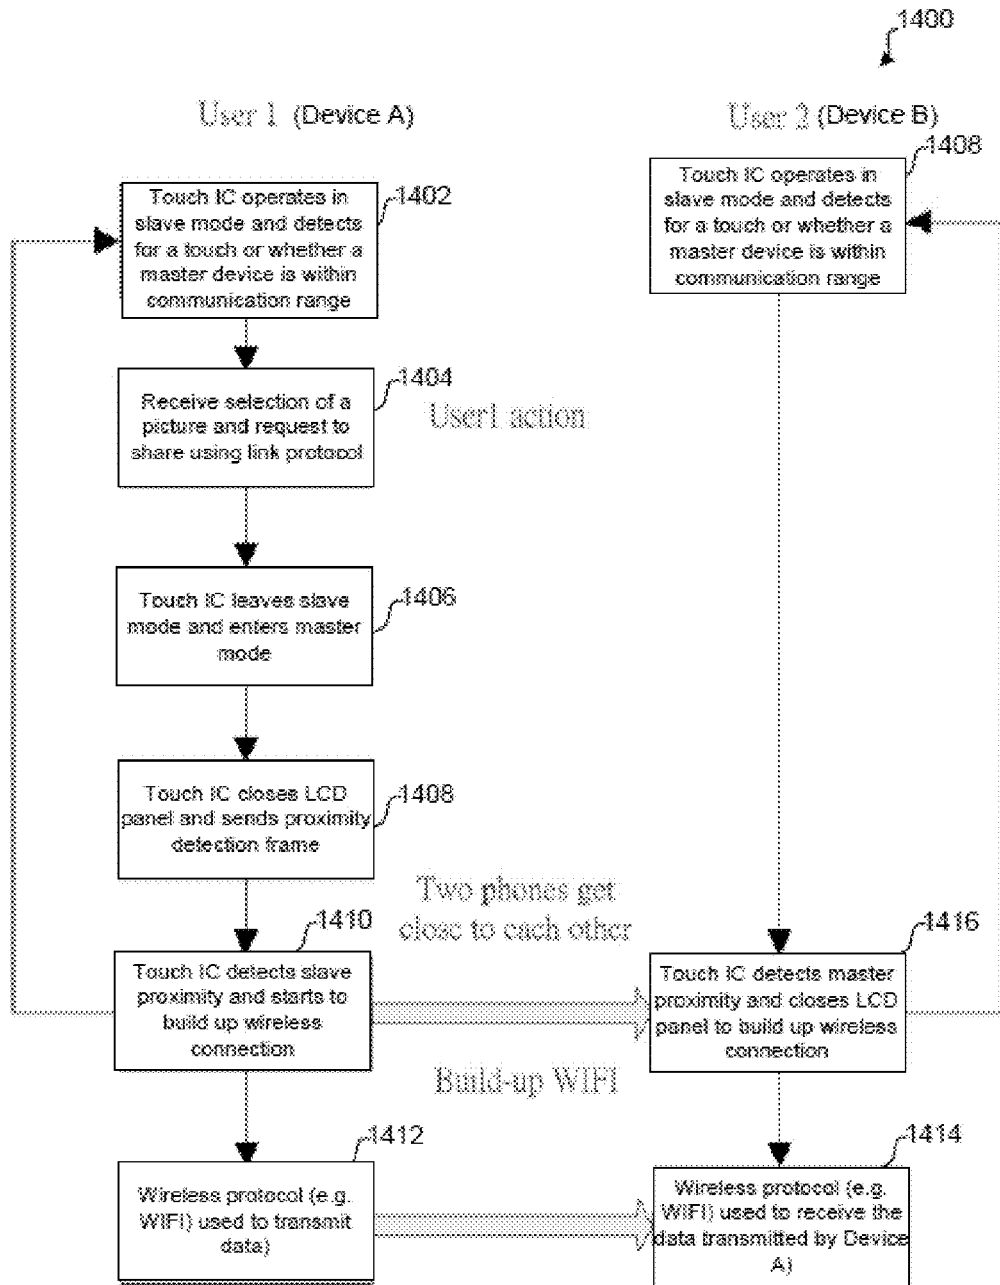 1400
User 1 (Device A)
User 2 (Device B)
1402
Touch IC operates in
slave mode and detects
for a touch or whether a
master device is within
communication range
1408
Touch IC operates in
slave mode and detects
for a touch or whether a
master device is within
communication range
1404
Receive selection of a
picture and request to
share using link protocol
User1 action
1406
Touch IC leaves slave
mode and enters master
mode
1408
Touch IC closes LCD
panel and sends proximity
detection frame
Two phones get
close to each other
1410
Touch IC detects slave
proximity and starts to
build up wireless
connection
1416
Touch IC detects master
proximity and closes LCD
panel to build up wireless
connection
Build-up WIFI
1412
Wireless protocol (e.g.
WIFI) used to transmit
data)
1414
Wireless protocol (e.g.
WIFI) used to receive the
data transmitted by Device
A)